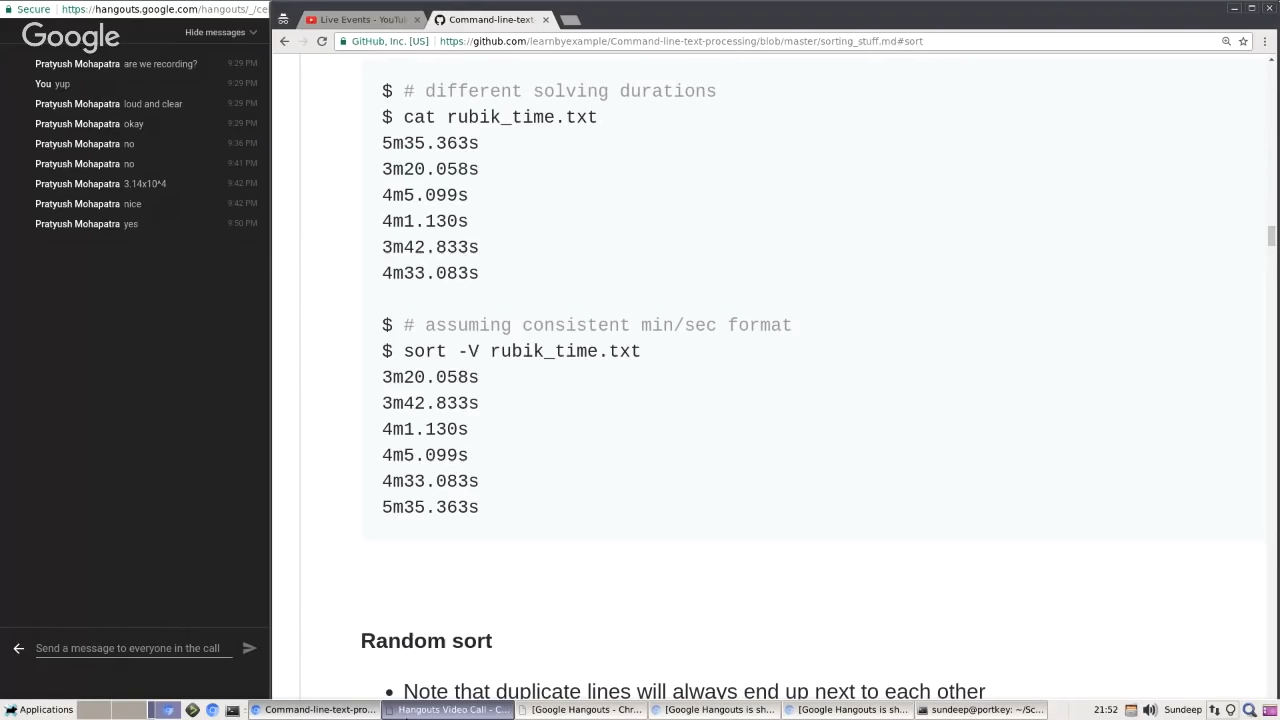 Secure https://hangouts.google.com/hangouts/_/ce
Google
Hide messages
Pratyush Mohapatra are we recording? 9:29 PM
You yup 9:29 PM
Pratyush Mohapatra loud and clear 9:29 PM
Pratyush Mohapatra okay 9:29 PM
Pratyush Mohapatra no 9:36 PM
Pratyush Mohapatra no 9:41 PM
Pratyush Mohapatra 3.14x10^4 9:42 PM
Pratyush Mohapatra nice 9:42 PM
Pratyush Mohapatra yes 9:50 PM
Send a message to everyone in the call
Live Events - YouTu
Command-line-text-
GitHub, Inc. [US] https://github.com/learnbyexample/Command-line-text-processing/blob/master/sorting_stuff.md#sort
$ # different solving durations
$ cat rubik_time.txt
5m35.363s
3m20.058s
4m5.099s
4m1.130s
3m42.833s
4m33.083s
$ # assuming consistent min/sec format
$ sort -V rubik_time.txt
3m20.058s
3m42.833s
4m1.130s
4m5.099s
4m33.083s
5m35.363s
Random sort
• Note that duplicate lines will always end up next to each other
Applications
Command-line-text-pro...
Hangouts Video Call - C...
[Google Hangouts - Chr...
[Google Hangouts is sh...
[Google Hangouts is sh...
sundeep@portkey: ~/Sc...
21:52
Sundeep